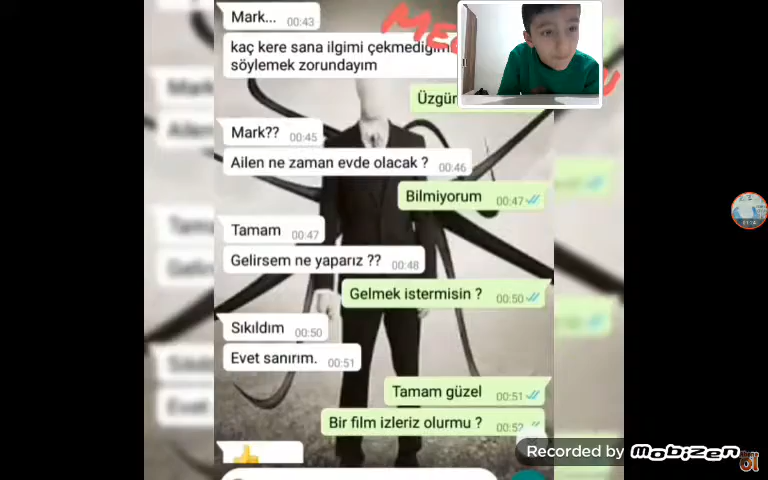 Mark... 00:43
kaç kere sana ilgimi çekmediğim
söylemek zorundayım
Mark?? 00:45
Ailen ne zaman evde olacak ? 00:46
Bilmiyorum 00:47
Tamam 00:47
Gelirsem ne yaparız ?? 00:48
Gelmek istermisin ? 00:50
Sıkıldım 00:50
Evet sanırım. 00:51
Tamam güzel 00:51
Bir film izleriz olurmu ? 00:52
Recorded by mobizen